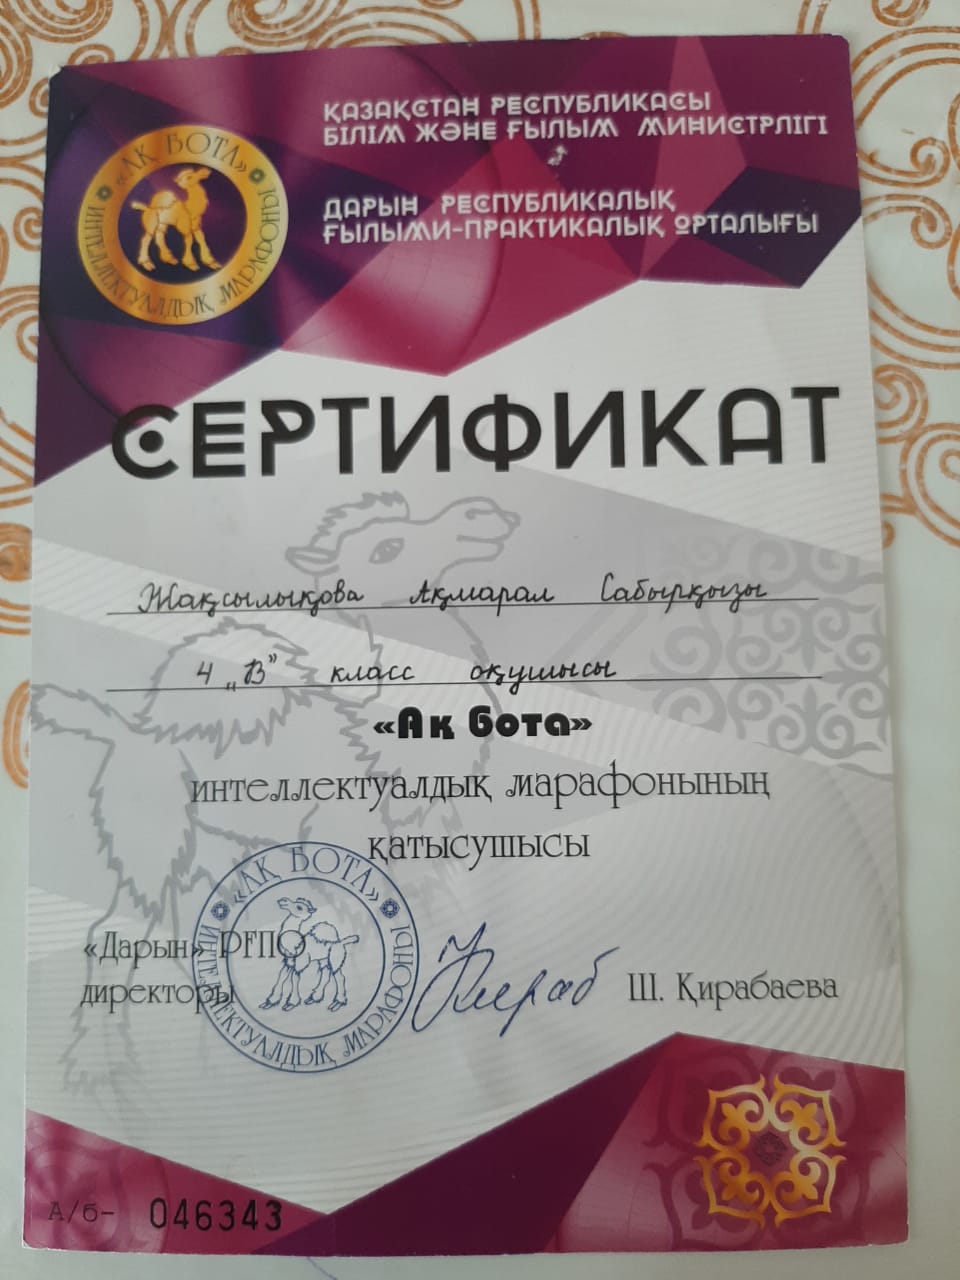 «АҚ БОТА»
ИНТЕЛЛЕКТУАЛДЫҚ МАРАФОНЫ
ҚАЗАҚСТАН РЕСПУБЛИКАСЫ
БІЛІМ ЖӘНЕ ҒЫЛЫМ МИНИСТРЛІГІ
ДАРЫН РЕСПУБЛИКАЛЫҚ
ҒЫЛЫМИ-ПРАКТИКАЛЫҚ ОРТАЛЫҒЫ
СЕРТИФИКАТ
Жақсылықова Ақмарал Сабырқызы
4 „В” класс оқушысы
«Ақ бота»
интеллектуалдық марафонының
қатысушысы
«АҚ БОТА»
ИНТЕЛЛЕКТУАЛДЫҚ МАРАФОНЫ
«Дарын» РҒПО
директоры Ш. Қирабаева
А/б- 046343